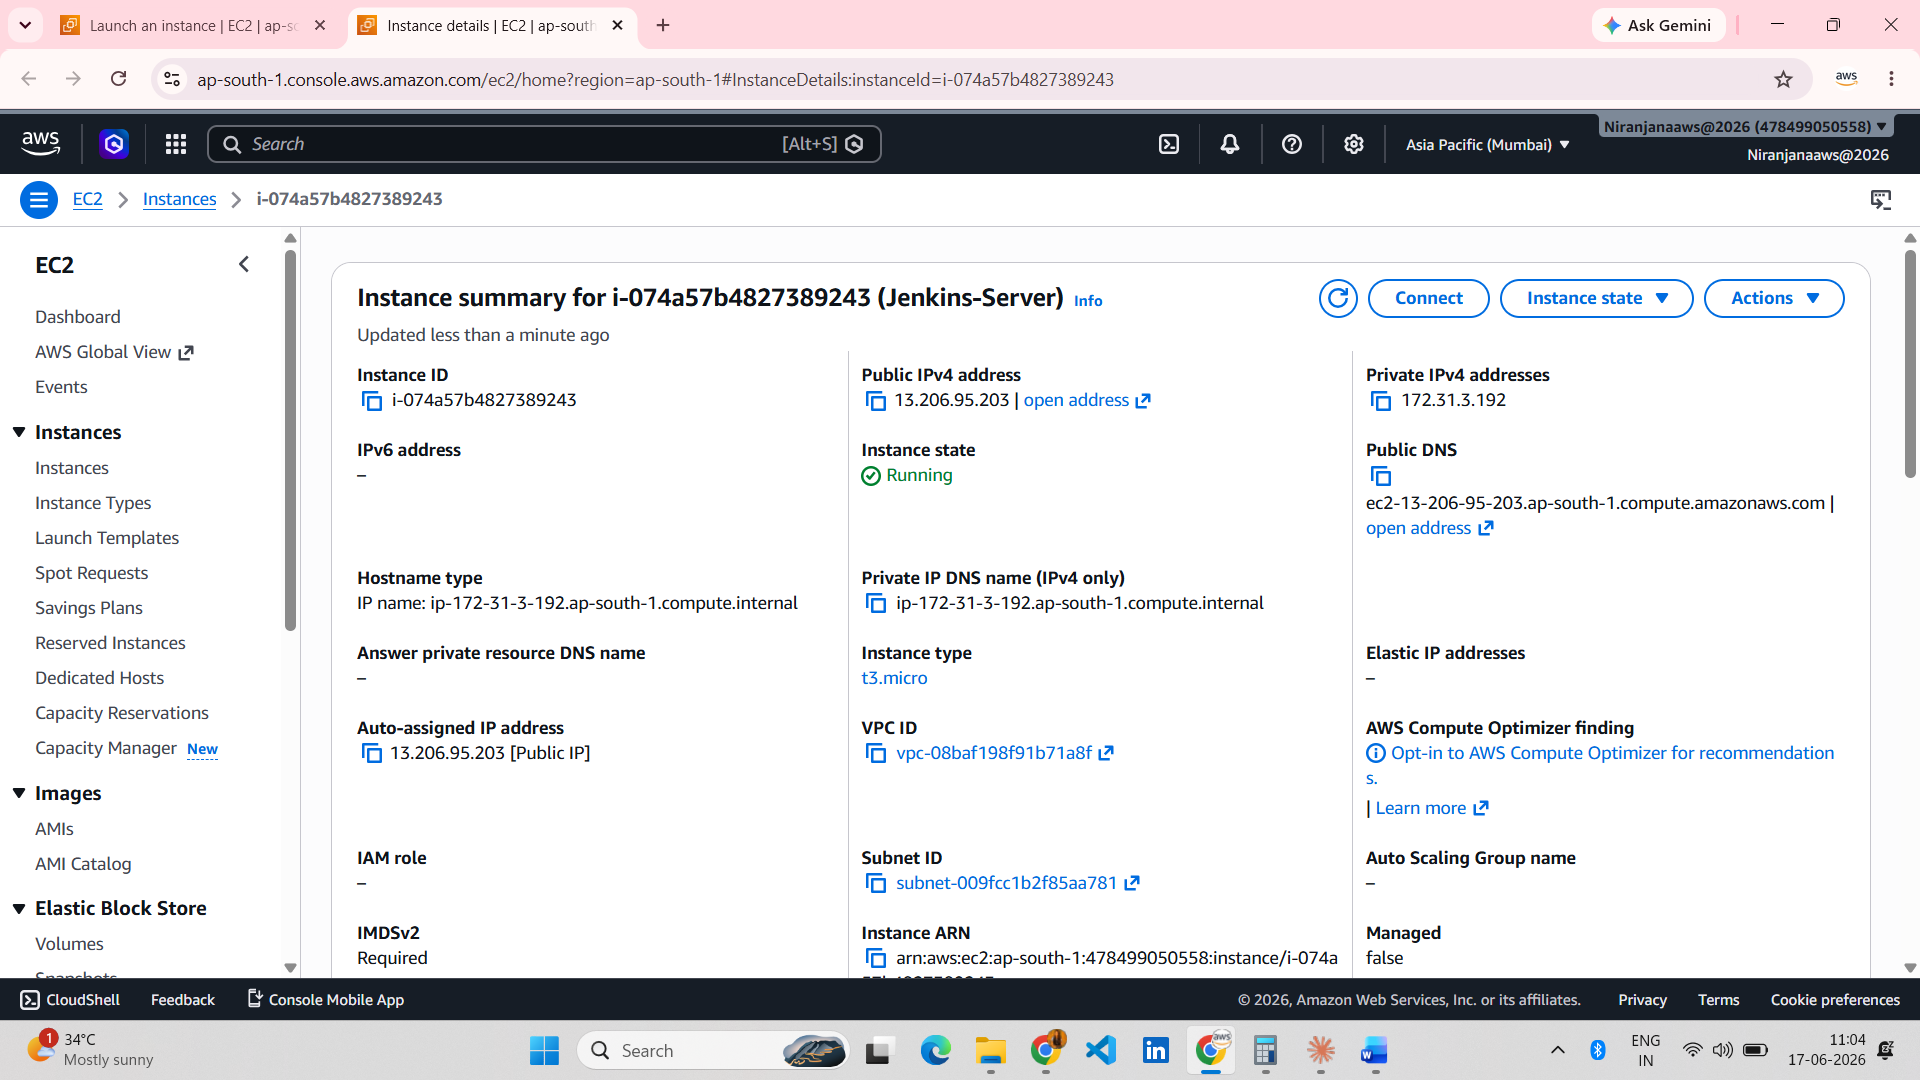 Launch an instance | EC2 | ap-so
Instance details | EC2 | ap-south
Ask Gemini
ap-south-1.console.aws.amazon.com/ec2/home?region=ap-south-1#InstanceDetails:instanceId=i-074a57b4827389243
aws
aws
Search
[Alt+S]
Asia Pacific (Mumbai)
Niranjanaaws@2026 (478499050558)
Niranjanaaws@2026
EC2
Instances
i-074a57b4827389243
EC2
Dashboard
AWS Global View
Events
Instances
Instances
Instance Types
Launch Templates
Spot Requests
Savings Plans
Reserved Instances
Dedicated Hosts
Capacity Reservations
Capacity Manager New
Images
AMIs
AMI Catalog
Elastic Block Store
Volumes
Snapshots
Instance summary for i-074a57b4827389243 (Jenkins-Server) Info
Updated less than a minute ago
Connect
Instance state
Actions
Instance ID
i-074a57b4827389243
Public IPv4 address
13.206.95.203 | open address
Private IPv4 addresses
172.31.3.192
IPv6 address
–
Instance state
Running
Public DNS
ec2-13-206-95-203.ap-south-1.compute.amazonaws.com |
open address
Hostname type
IP name: ip-172-31-3-192.ap-south-1.compute.internal
Private IP DNS name (IPv4 only)
ip-172-31-3-192.ap-south-1.compute.internal
Answer private resource DNS name
–
Instance type
t3.micro
Elastic IP addresses
–
Auto-assigned IP address
13.206.95.203 [Public IP]
VPC ID
vpc-08baf198f91b71a8f
AWS Compute Optimizer finding
Opt-in to AWS Compute Optimizer for recommendation
s.
| Learn more
IAM role
–
Subnet ID
subnet-009fcc1b2f85aa781
Auto Scaling Group name
–
IMDSv2
Required
Instance ARN
arn:aws:ec2:ap-south-1:478499050558:instance/i-074a
Managed
false
CloudShell
Feedback
Console Mobile App
© 2026, Amazon Web Services, Inc. or its affiliates.
Privacy
Terms
Cookie preferences
1
34°C
Mostly sunny
Search
aws
ENG
IN
11:04
17-06-2026